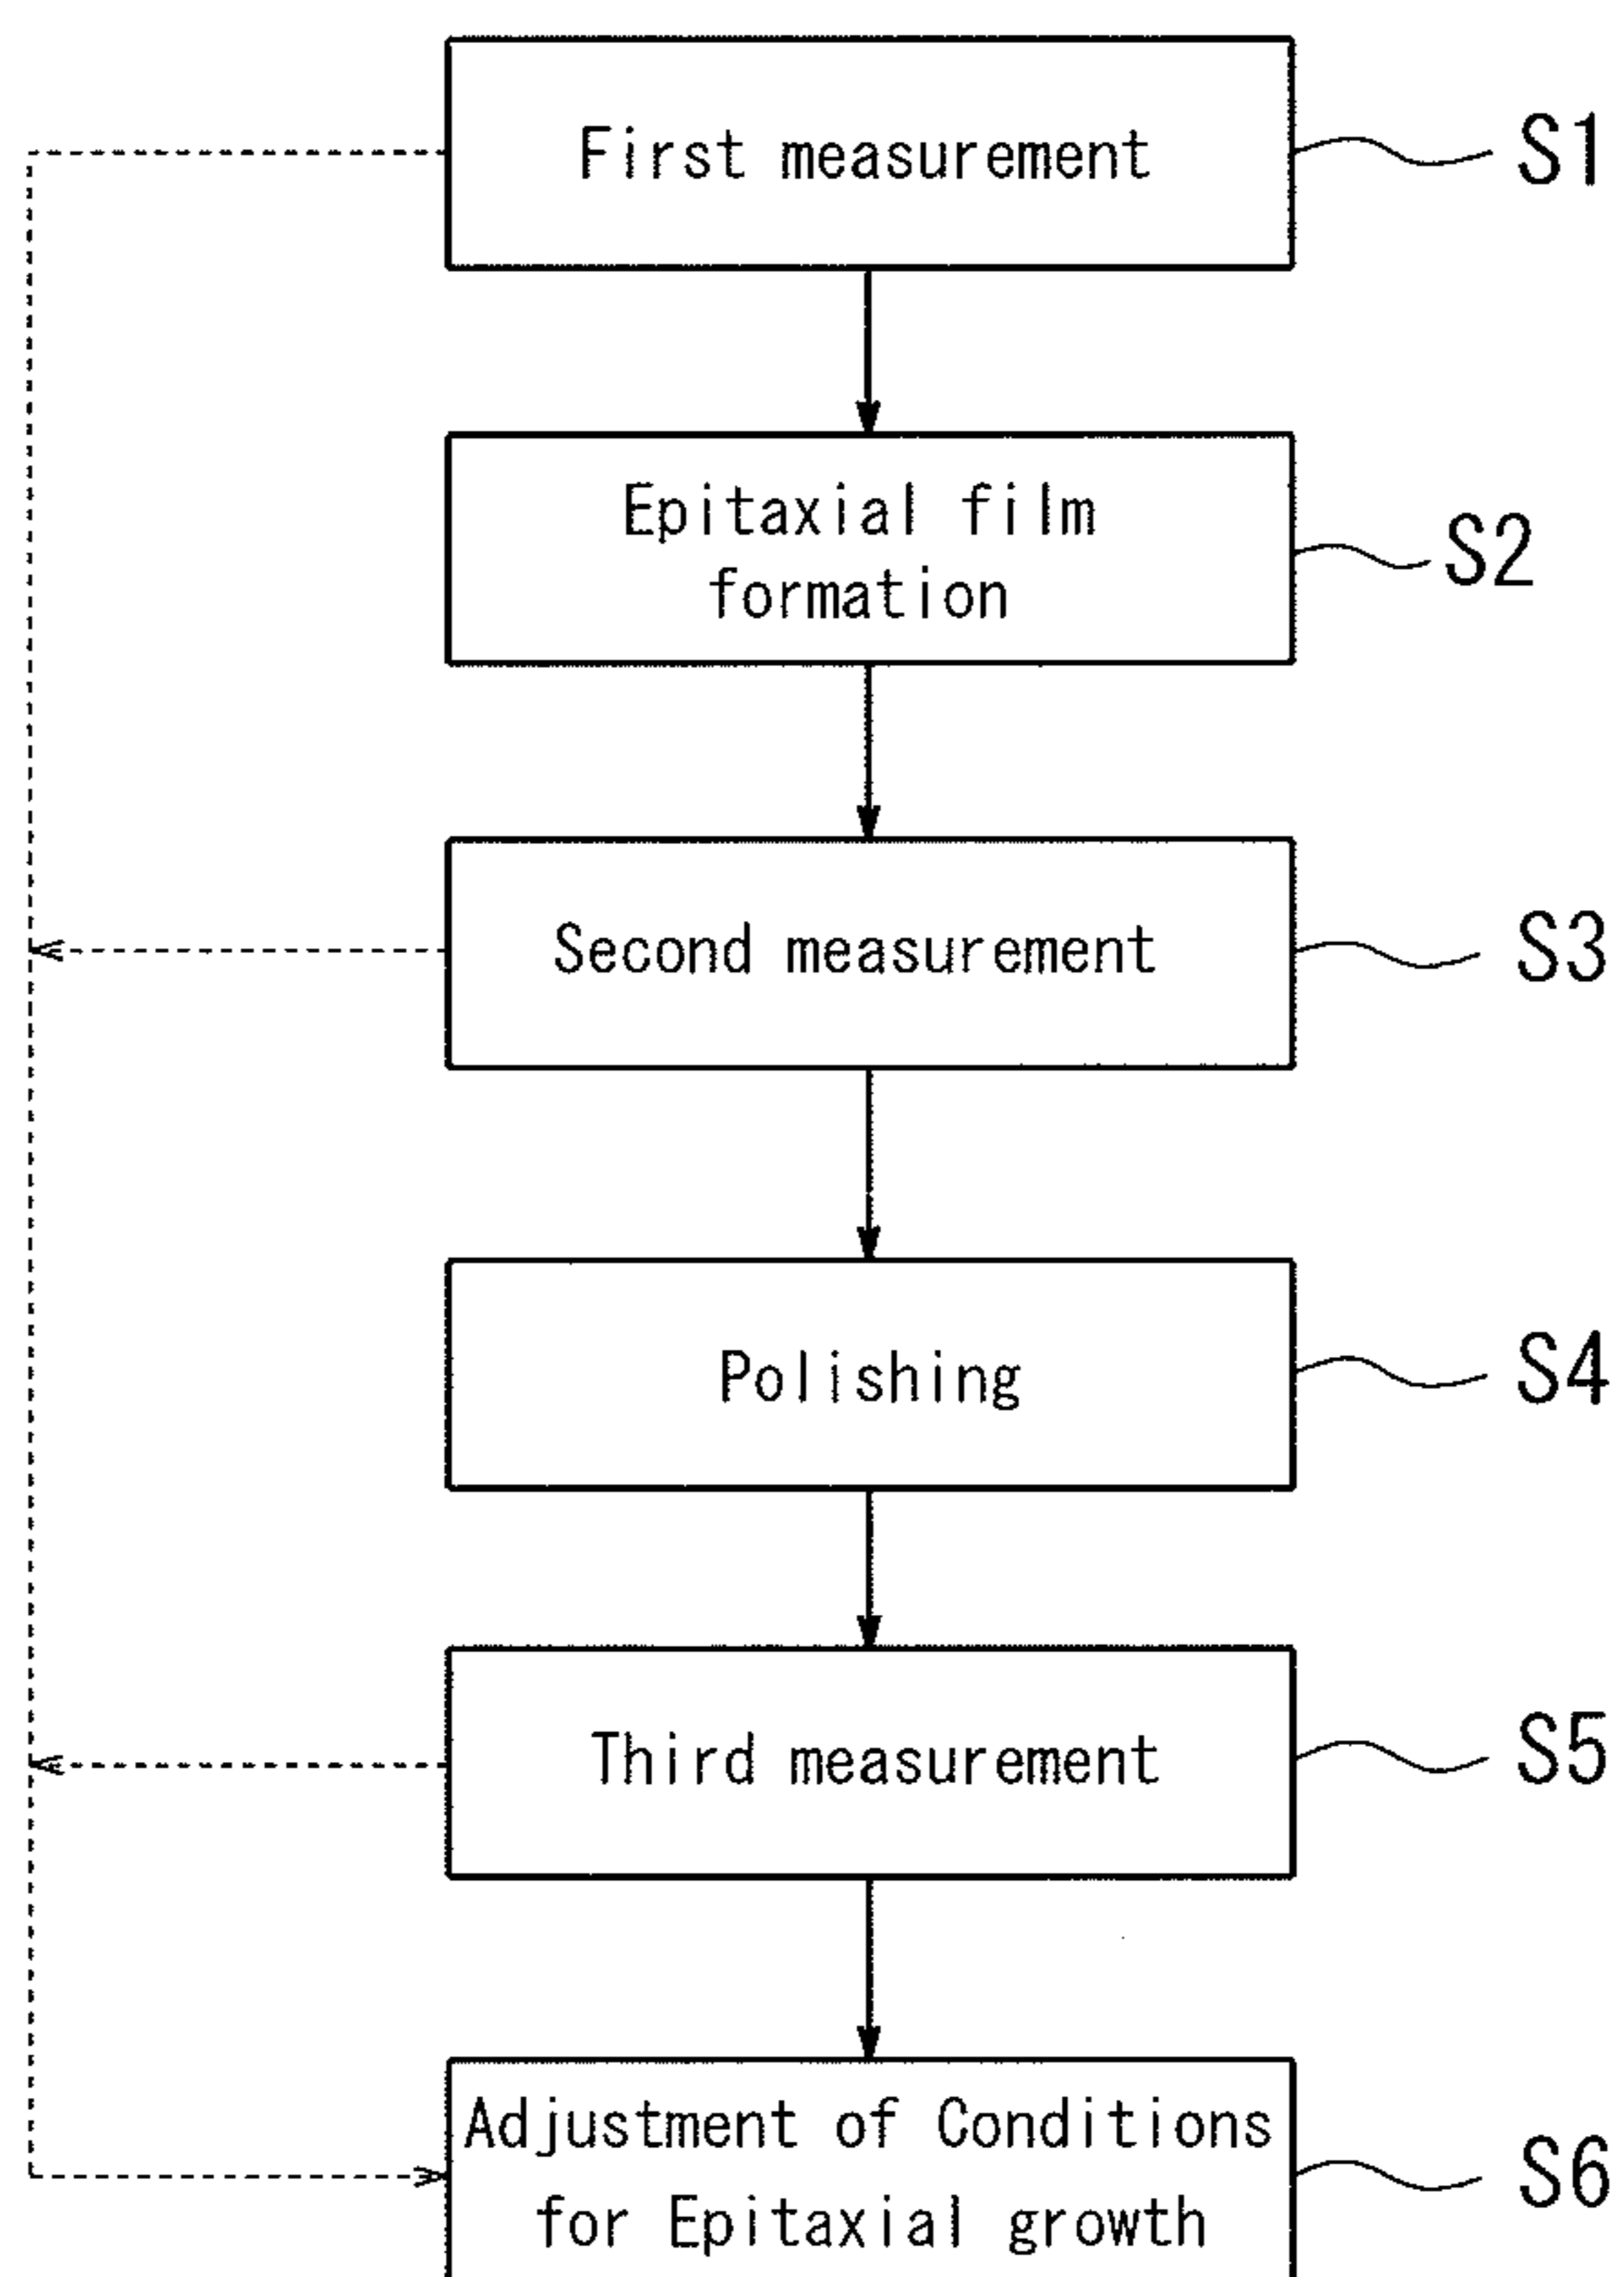 First measurement
S1
Epitaxial film
formation
S2
Second measurement
S3
Polishing
S4
Third measurement
S5
Adjustment of Conditions
for Epitaxial growth
S6